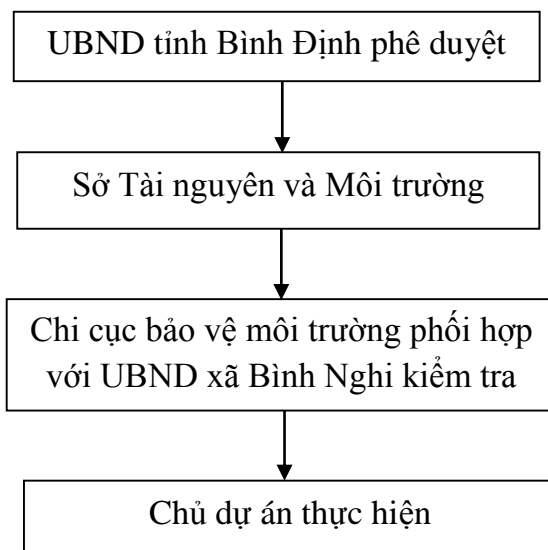 UBND tỉnh Bình Định phê duyệt
Sở Tài nguyên và Môi trường
Chi cục bảo vệ môi trường phối hợp
với UBND xã Bình Nghi kiểm tra
Chủ dự án thực hiện